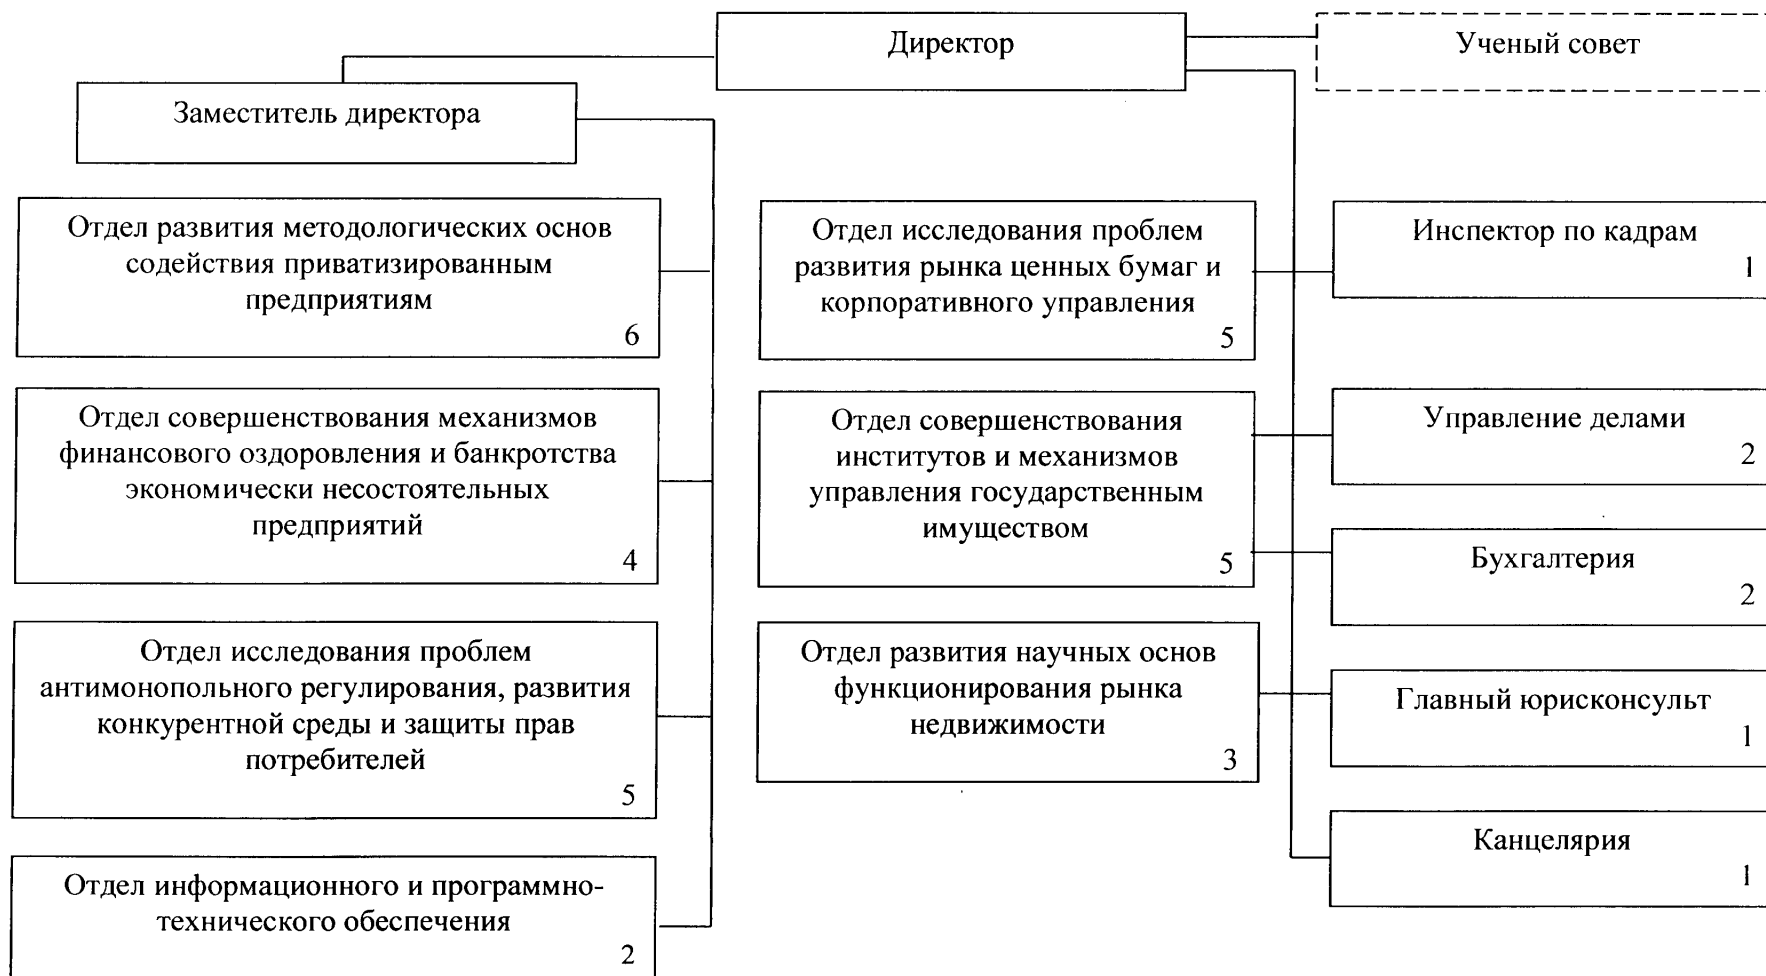 Директор
Ученый совет
Заместитель директора
Отдел развития методологических основ
содействия приватизированным
предприятиям
6
Отдел исследования проблем
развития рынка ценных бумаг и
корпоративного управления
5
Инспектор по кадрам
1
Отдел совершенствования механизмов
финансового оздоровления и банкротства
экономически несостоятельных
предприятий
4
Отдел совершенствования
институтов и механизмов
управления государственным
имуществом
5
Управление делами
2
Бухгалтерия
2
Отдел исследования проблем
антимонопольного регулирования, развития
конкурентной среды и защиты прав
потребителей
5
Отдел развития научных основ
функционирования рынка
недвижимости
3
Главный юрисконсульт
1
Канцелярия
1
Отдел информационного и программно-
технического обеспечения
2